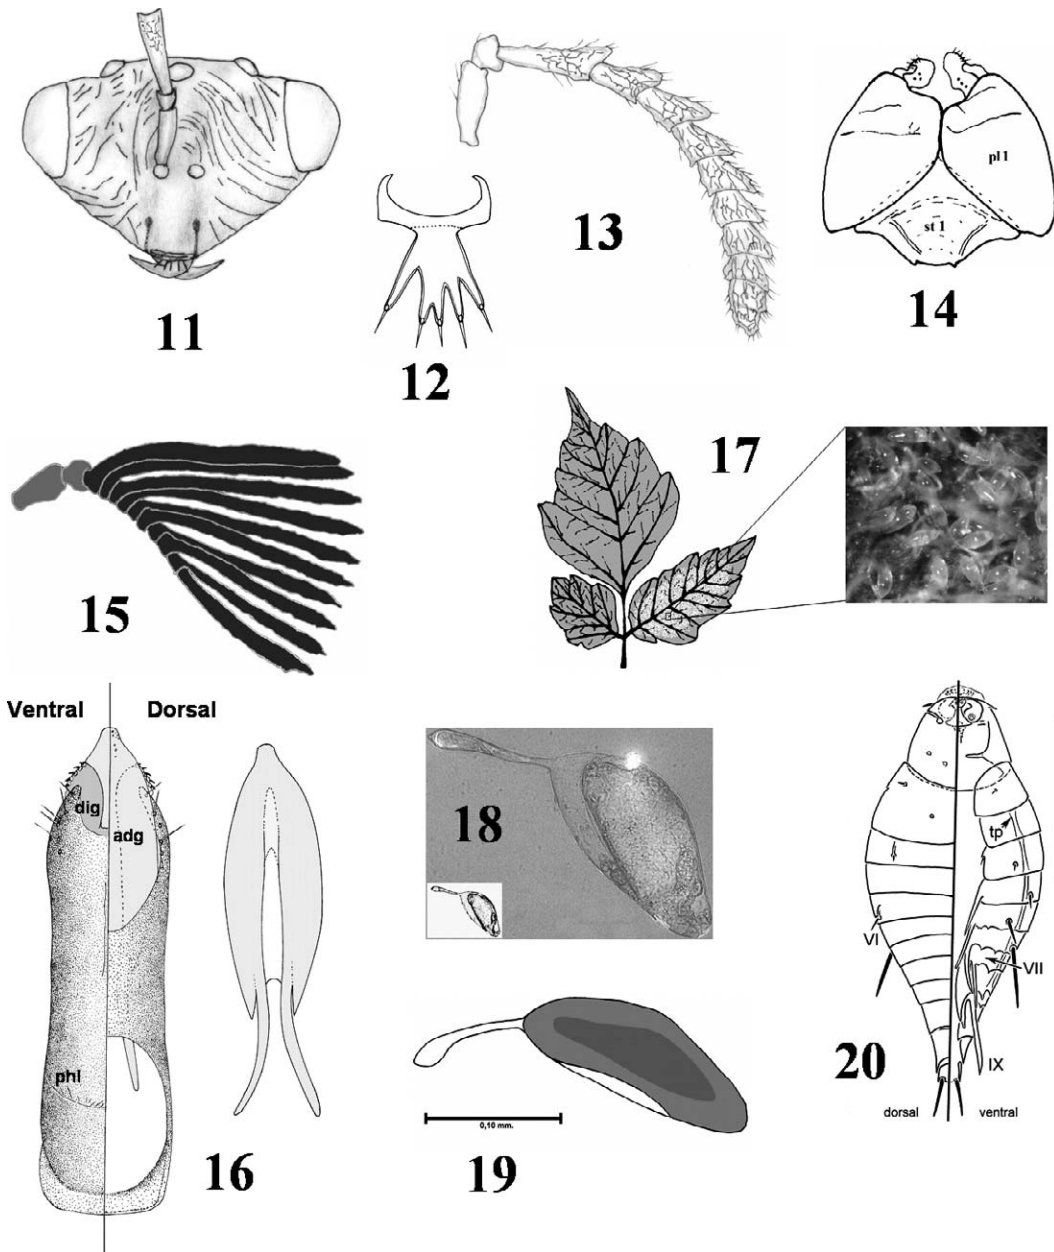 11
12
13
pl 1
st 1
14
15
17
Ventral
Dorsal
dig
adg
phl
16
18
0,10 mm.
19
tp
VI
VII
IX
20
dorsal
ventral